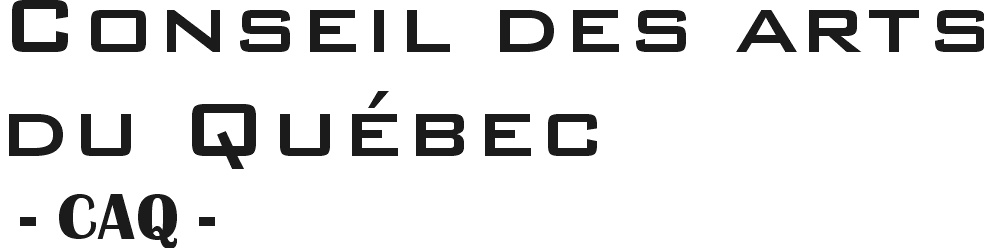 Conseil des arts
du Québec
- CAQ -